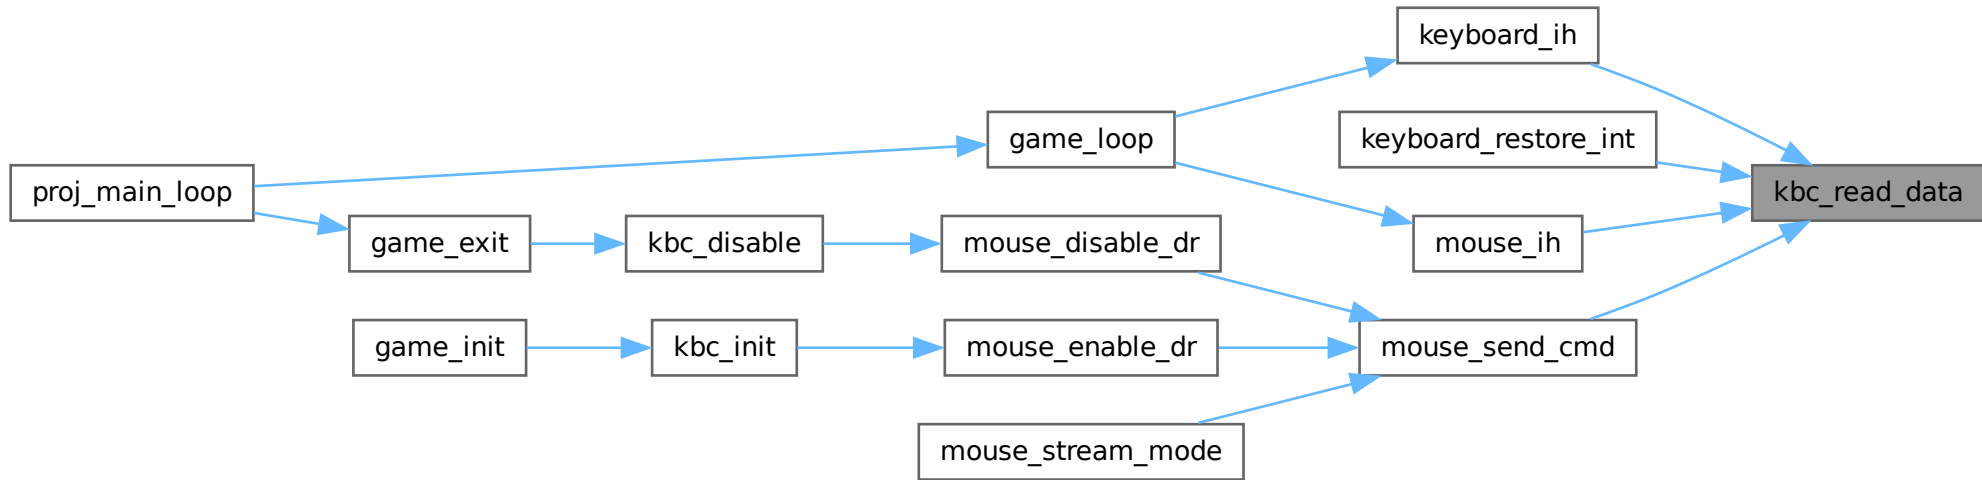 keyboard_ih
game_loop
keyboard_restore_int
proj_main_loop
kbc_read_data
game_exit
kbc_disable
mouse_disable_dr
mouse_ih
game_init
kbc_init
mouse_enable_dr
mouse_send_cmd
mouse_stream_mode